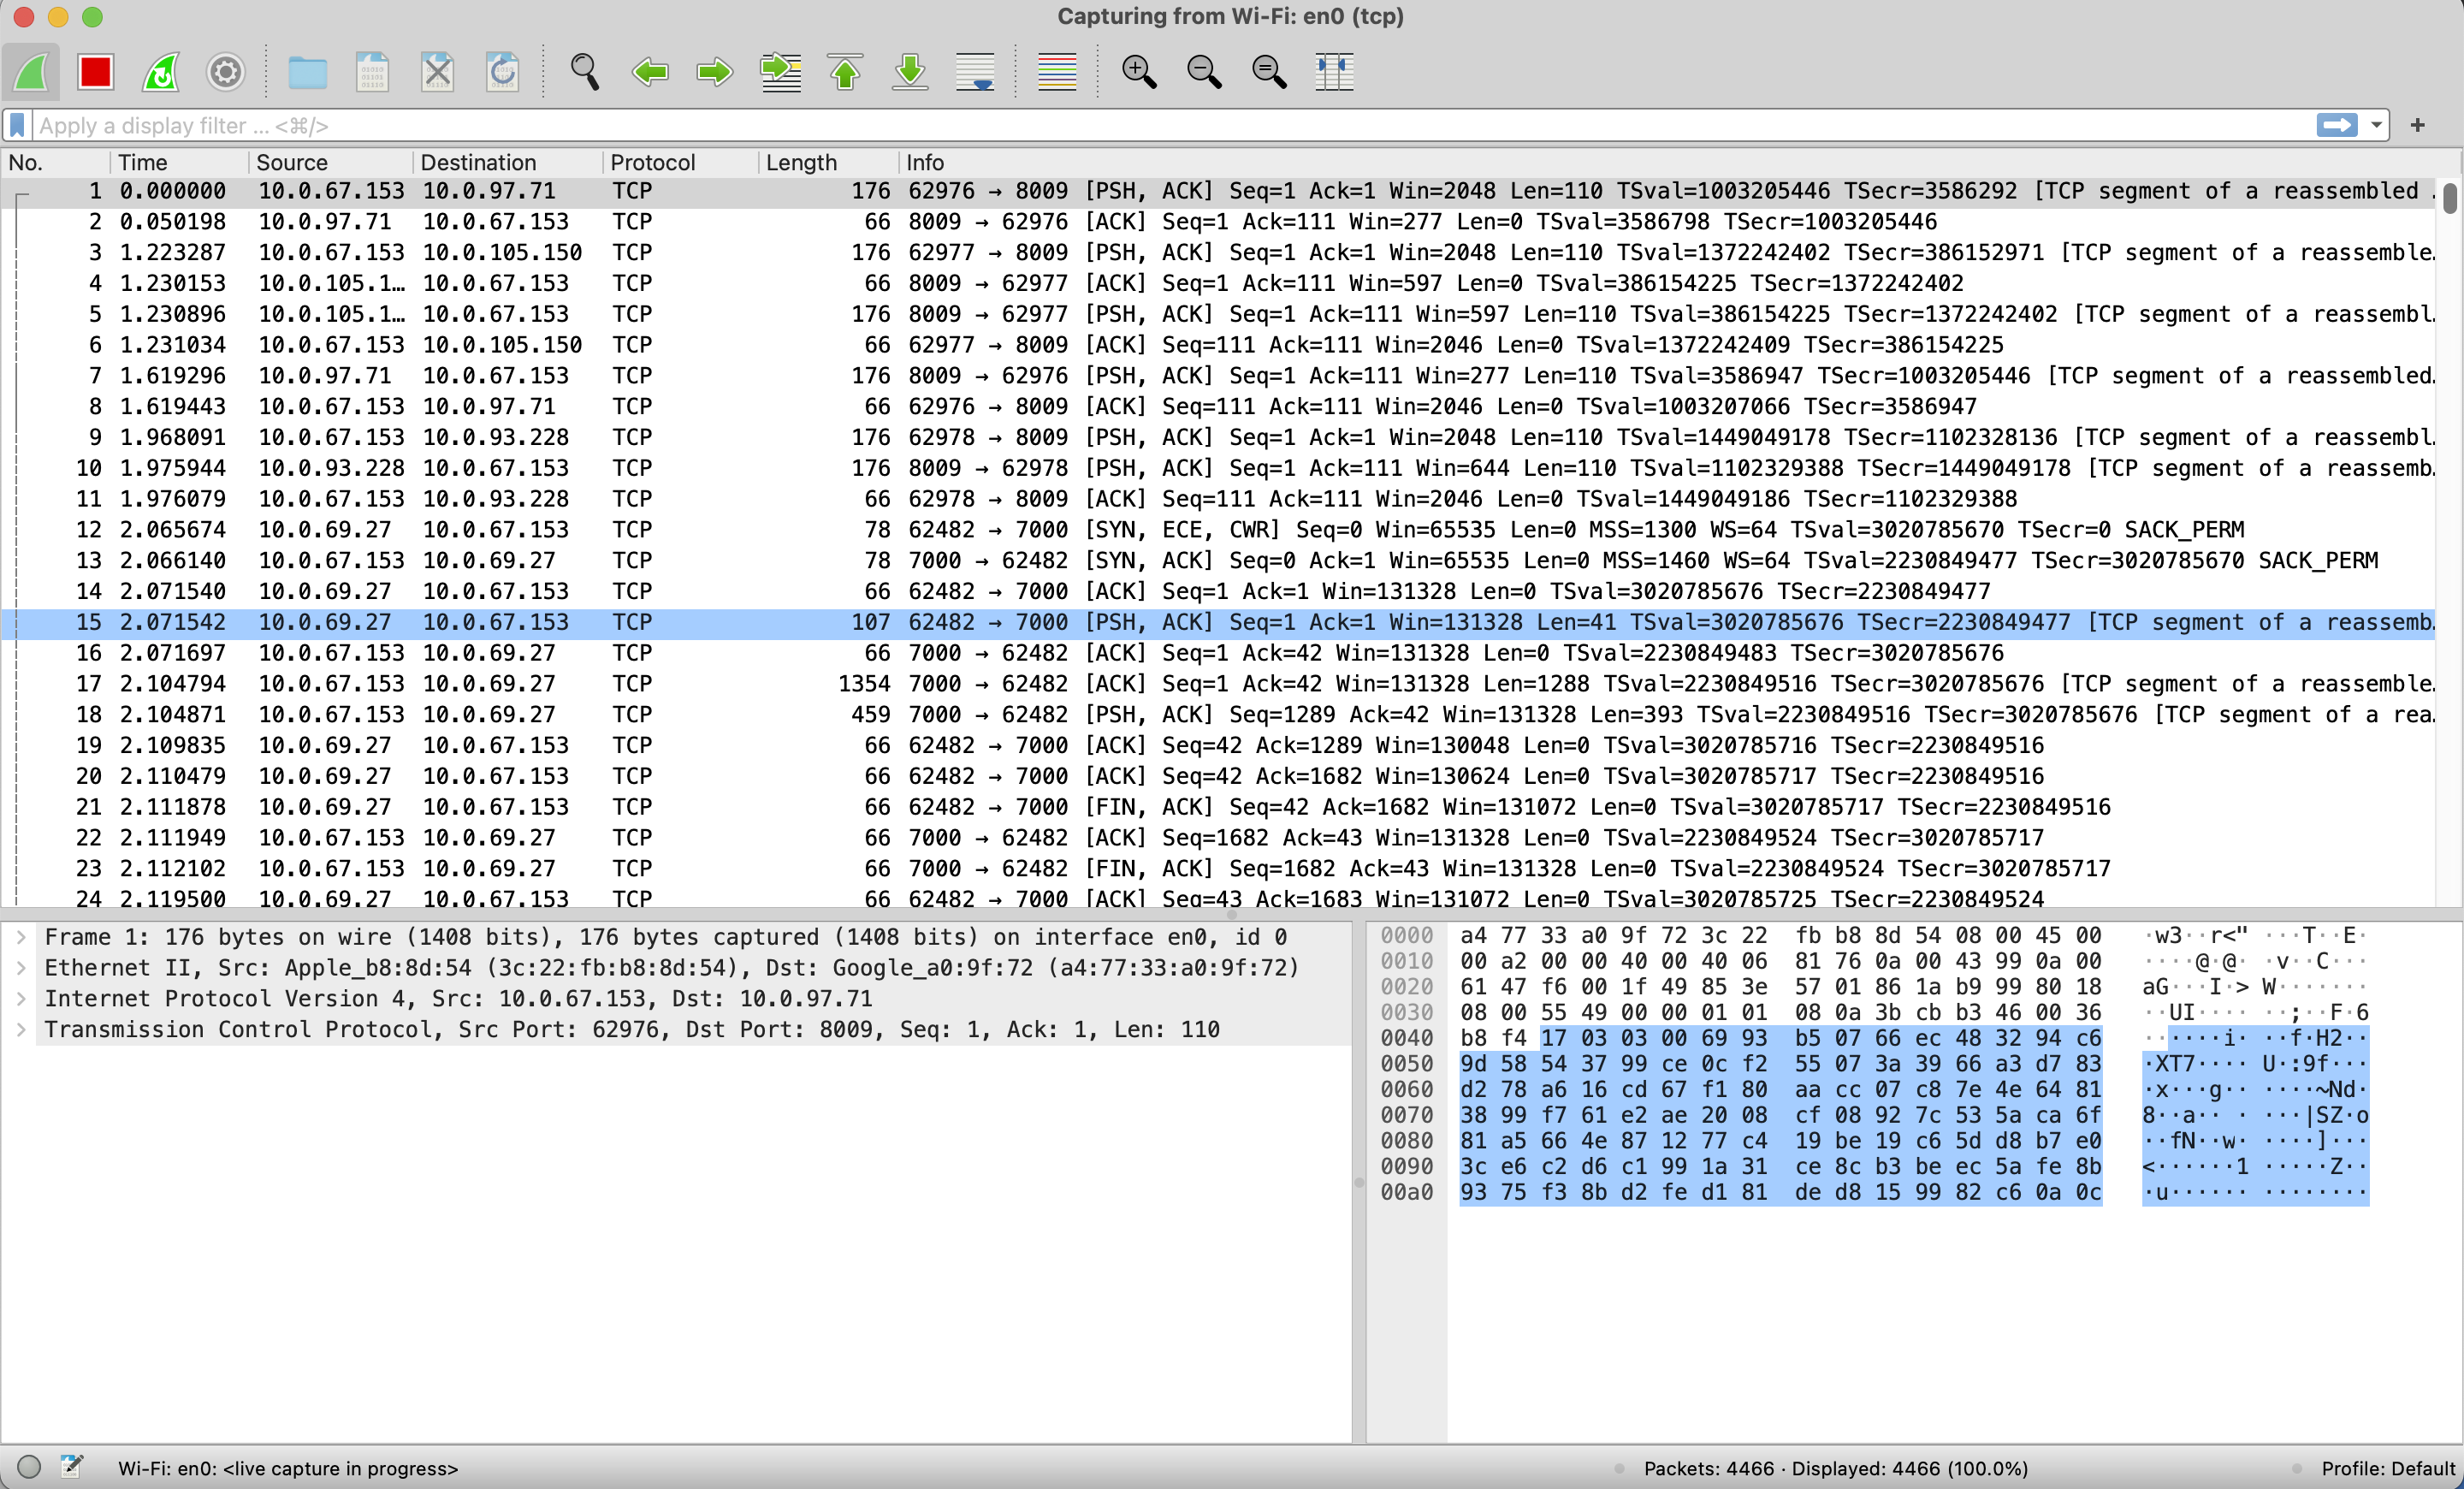 Capturing from Wi-Fi: en0 (tcp)
Apply a display filter ... <⌘/>
No. Time Source Destination Protocol Length Info
1 0.000000 10.0.67.153 10.0.97.71 TCP 176 62976 → 8009 [PSH, ACK] Seq=1 Ack=1 Win=2048 Len=110 TSval=1003205446 TSecr=3586292 [TCP segment of a reassembled …
2 0.050198 10.0.97.71 10.0.67.153 TCP 66 8009 → 62976 [ACK] Seq=1 Ack=111 Win=277 Len=0 TSval=3586798 TSecr=1003205446
3 1.223287 10.0.67.153 10.0.105.150 TCP 176 62977 → 8009 [PSH, ACK] Seq=1 Ack=1 Win=2048 Len=110 TSval=1372242402 TSecr=386152971 [TCP segment of a reassemble…
4 1.230153 10.0.105.1… 10.0.67.153 TCP 66 8009 → 62977 [ACK] Seq=1 Ack=111 Win=597 Len=0 TSval=386154225 TSecr=1372242402
5 1.230896 10.0.105.1… 10.0.67.153 TCP 176 8009 → 62977 [PSH, ACK] Seq=1 Ack=111 Win=597 Len=110 TSval=386154225 TSecr=1372242402 [TCP segment of a reassembl…
6 1.231034 10.0.67.153 10.0.105.150 TCP 66 62977 → 8009 [ACK] Seq=111 Ack=111 Win=2046 Len=0 TSval=1372242409 TSecr=386154225
7 1.619296 10.0.97.71 10.0.67.153 TCP 176 8009 → 62976 [PSH, ACK] Seq=1 Ack=111 Win=277 Len=110 TSval=3586947 TSecr=1003205446 [TCP segment of a reassembled…
8 1.619443 10.0.67.153 10.0.97.71 TCP 66 62976 → 8009 [ACK] Seq=111 Ack=111 Win=2046 Len=0 TSval=1003207066 TSecr=3586947
9 1.968091 10.0.67.153 10.0.93.228 TCP 176 62978 → 8009 [PSH, ACK] Seq=1 Ack=1 Win=2048 Len=110 TSval=1449049178 TSecr=1102328136 [TCP segment of a reassembl…
10 1.975944 10.0.93.228 10.0.67.153 TCP 176 8009 → 62978 [PSH, ACK] Seq=1 Ack=111 Win=644 Len=110 TSval=1102329388 TSecr=1449049178 [TCP segment of a reassemb…
11 1.976079 10.0.67.153 10.0.93.228 TCP 66 62978 → 8009 [ACK] Seq=111 Ack=111 Win=2046 Len=0 TSval=1449049186 TSecr=1102329388
12 2.065674 10.0.69.27 10.0.67.153 TCP 78 62482 → 7000 [SYN, ECE, CWR] Seq=0 Win=65535 Len=0 MSS=1300 WS=64 TSval=3020785670 TSecr=0 SACK_PERM
13 2.066140 10.0.67.153 10.0.69.27 TCP 78 7000 → 62482 [SYN, ACK] Seq=0 Ack=1 Win=65535 Len=0 MSS=1460 WS=64 TSval=2230849477 TSecr=3020785670 SACK_PERM
14 2.071540 10.0.69.27 10.0.67.153 TCP 66 62482 → 7000 [ACK] Seq=1 Ack=1 Win=131328 Len=0 TSval=3020785676 TSecr=2230849477
15 2.071542 10.0.69.27 10.0.67.153 TCP 107 62482 → 7000 [PSH, ACK] Seq=1 Ack=1 Win=131328 Len=41 TSval=3020785676 TSecr=2230849477 [TCP segment of a reassemb…
16 2.071697 10.0.67.153 10.0.69.27 TCP 66 7000 → 62482 [ACK] Seq=1 Ack=42 Win=131328 Len=0 TSval=2230849483 TSecr=3020785676
17 2.104794 10.0.67.153 10.0.69.27 TCP 1354 7000 → 62482 [ACK] Seq=1 Ack=42 Win=131328 Len=1288 TSval=2230849516 TSecr=3020785676 [TCP segment of a reassemble…
18 2.104871 10.0.67.153 10.0.69.27 TCP 459 7000 → 62482 [PSH, ACK] Seq=1289 Ack=42 Win=131328 Len=393 TSval=2230849516 TSecr=3020785676 [TCP segment of a rea…
19 2.109835 10.0.69.27 10.0.67.153 TCP 66 62482 → 7000 [ACK] Seq=42 Ack=1289 Win=130048 Len=0 TSval=3020785716 TSecr=2230849516
20 2.110479 10.0.69.27 10.0.67.153 TCP 66 62482 → 7000 [ACK] Seq=42 Ack=1682 Win=130624 Len=0 TSval=3020785717 TSecr=2230849516
21 2.111878 10.0.69.27 10.0.67.153 TCP 66 62482 → 7000 [FIN, ACK] Seq=42 Ack=1682 Win=131072 Len=0 TSval=3020785717 TSecr=2230849516
22 2.111949 10.0.67.153 10.0.69.27 TCP 66 7000 → 62482 [ACK] Seq=1682 Ack=43 Win=131328 Len=0 TSval=2230849524 TSecr=3020785717
23 2.112102 10.0.67.153 10.0.69.27 TCP 66 7000 → 62482 [FIN, ACK] Seq=1682 Ack=43 Win=131328 Len=0 TSval=2230849524 TSecr=3020785717
24 2.119500 10.0.69.27 10.0.67.153 TCP 66 62482 → 7000 [ACK] Seq=43 Ack=1683 Win=131072 Len=0 TSval=3020785725 TSecr=2230849524
Frame 1: 176 bytes on wire (1408 bits), 176 bytes captured (1408 bits) on interface en0, id 0
Ethernet II, Src: Apple_b8:8d:54 (3c:22:fb:b8:8d:54), Dst: Google_a0:9f:72 (a4:77:33:a0:9f:72)
Internet Protocol Version 4, Src: 10.0.67.153, Dst: 10.0.97.71
Transmission Control Protocol, Src Port: 62976, Dst Port: 8009, Seq: 1, Ack: 1, Len: 110
0000 a4 77 33 a0 9f 72 3c 22 fb b8 8d 54 08 00 45 00 ·w3··r<" ···T··E·
0010 00 a2 00 00 40 00 40 06 81 76 0a 00 43 99 0a 00 ····@·@· ·v··C···
0020 61 47 f6 00 1f 49 85 3e 57 01 86 1a b9 99 80 18 aG···I·> W·······
0030 08 00 55 49 00 00 01 01 08 0a 3b cb b3 46 00 36 ··UI···· ··;··F·6
0040 b8 f4 17 03 03 00 69 93 b5 07 66 ec 48 32 94 c6 ······i· ··f·H2··
0050 9d 58 54 37 99 ce 0c f2 55 07 3a 39 66 a3 d7 83 ·XT7···· U·:9f···
0060 d2 78 a6 16 cd 67 f1 80 aa cc 07 c8 7e 4e 64 81 ·x···g·· ····~Nd·
0070 38 99 f7 61 e2 ae 20 08 cf 08 92 7c 53 5a ca 6f 8··a·· · ···|SZ·o
0080 81 a5 66 4e 87 12 77 c4 19 be 19 c6 5d d8 b7 e0 ··fN··w· ····]···
0090 3c e6 c2 d6 c1 99 1a 31 ce 8c b3 be ec 5a fe 8b <······1 ·····Z··
00a0 93 75 f3 8b d2 fe d1 81 de d8 15 99 82 c6 0a 0c ·u······ ········
Wi-Fi: en0: <live capture in progress> Packets: 4466 · Displayed: 4466 (100.0%) Profile: Default